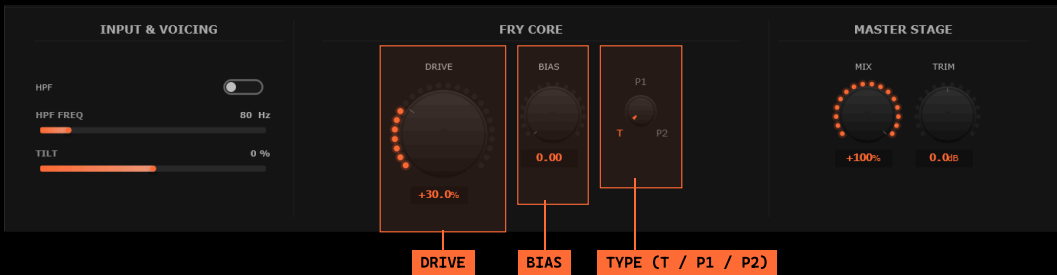 INPUT & VOICING
HPF
HPF FREQ 80 Hz
TILT 0 %
FRY CORE
DRIVE
+30.0%
BIAS
0.00
P1
T P2
MASTER STAGE
MIX TRIM
+100% 0.0dB
DRIVE BIAS TYPE (T / P1 / P2)